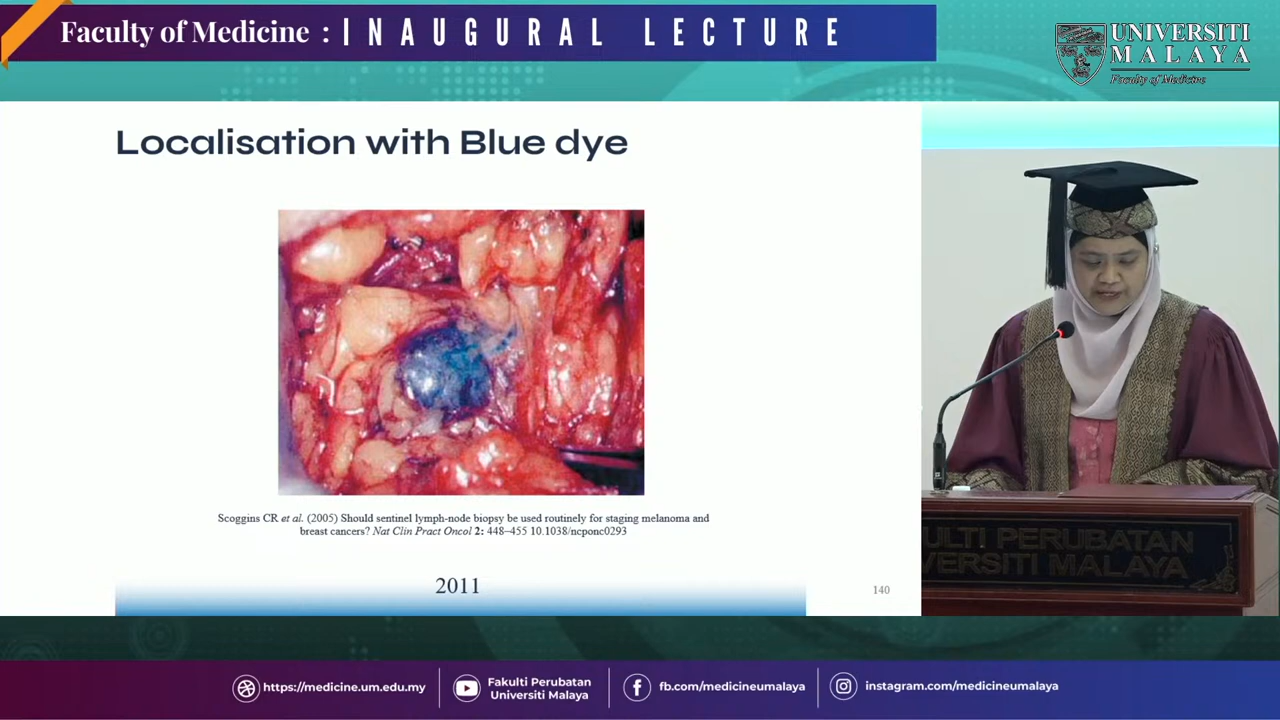 Faculty of Medicine : INAUGURAL LECTURE
UNIVERSITI
MALAYA
Faculty of Medicine
Localisation with Blue dye
Scoggins CR et al. (2005) Should sentinel lymph-node biopsy be used routinely for staging melanoma and
breast cancers? Nat Clin Pract Oncol 2: 448–455 10.1038/ncponc0293
2011
140
ULTI PERUBATAN
VERSITI MALAYA
https://medicine.um.edu.my
Fakulti Perubatan
Universiti Malaya
fb.com/medicineumalaya
instagram.com/medicineumalaya